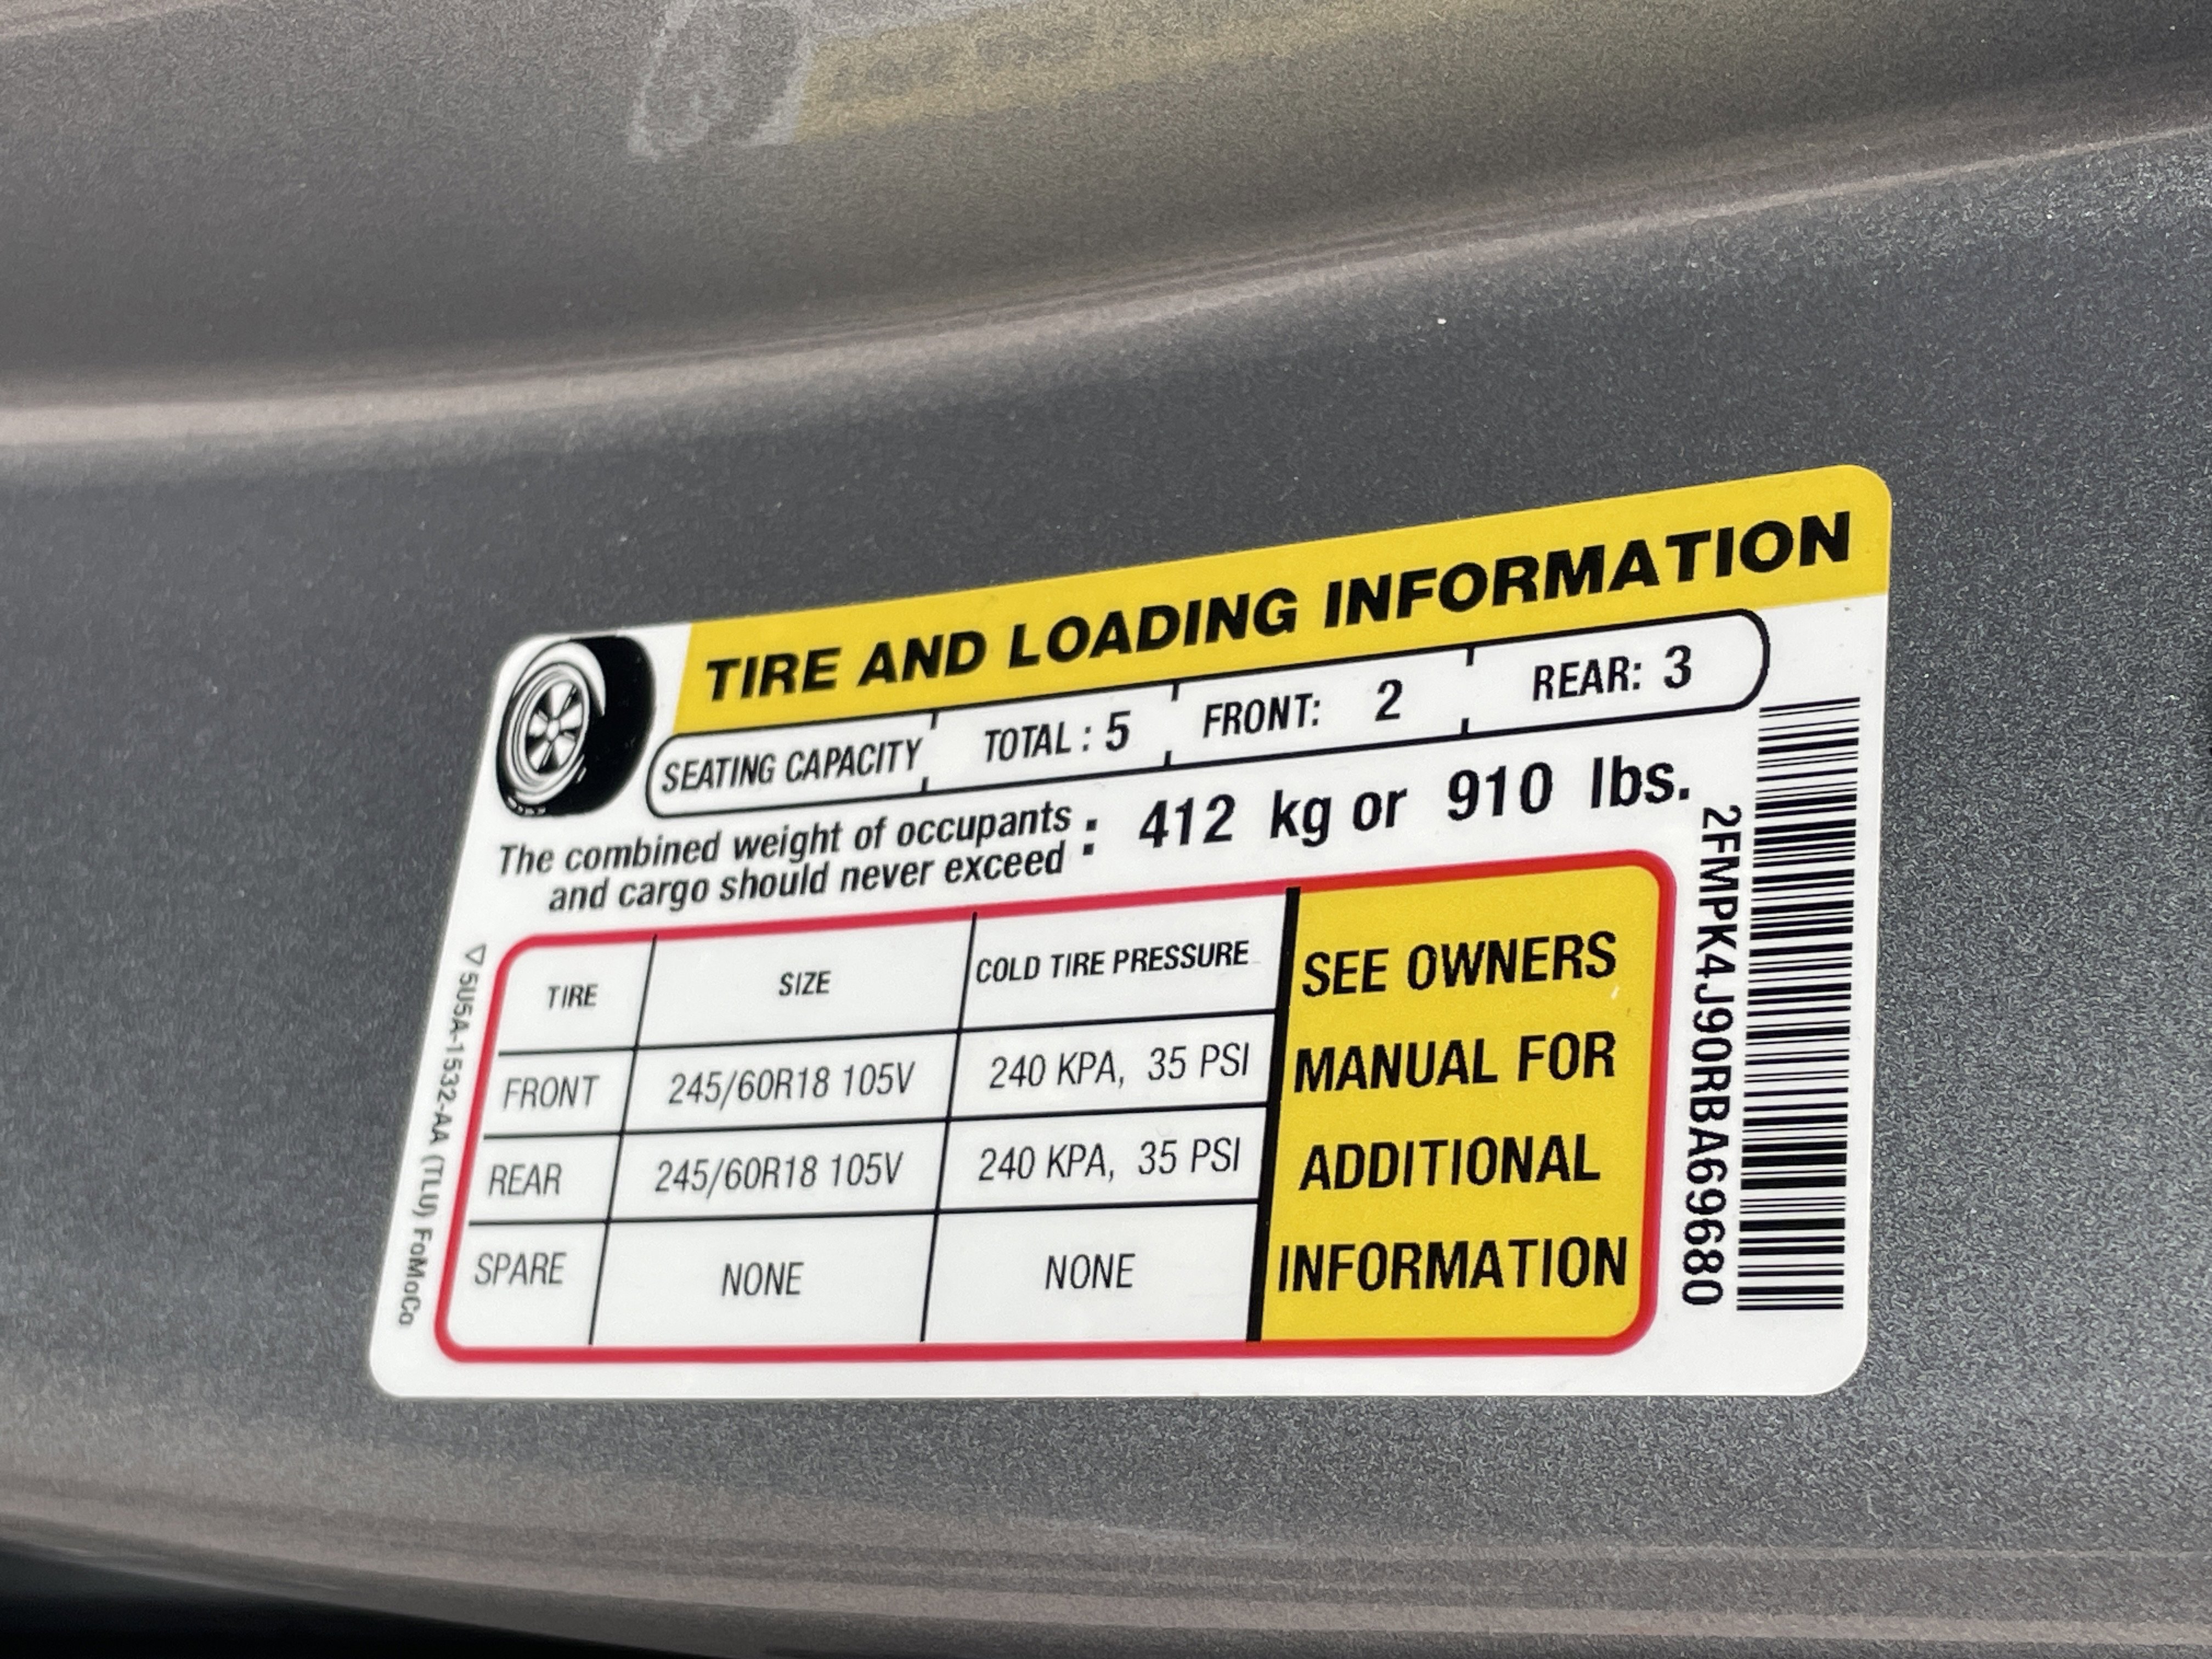 TIRE AND LOADING INFORMATION
SEATING CAPACITY TOTAL : 5 FRONT: 2 REAR: 3
The combined weight of occupants
and cargo should never exceed : 412 kg or 910 lbs.
TIRE SIZE COLD TIRE PRESSURE
FRONT 245/60R18 105V 240 KPA, 35 PSI
REAR 245/60R18 105V 240 KPA, 35 PSI
SPARE NONE NONE
SEE OWNERS
MANUAL FOR
ADDITIONAL
INFORMATION
2FMPK4J90RBA69680
5U5A-1532-AA (TLU) FoMoCo